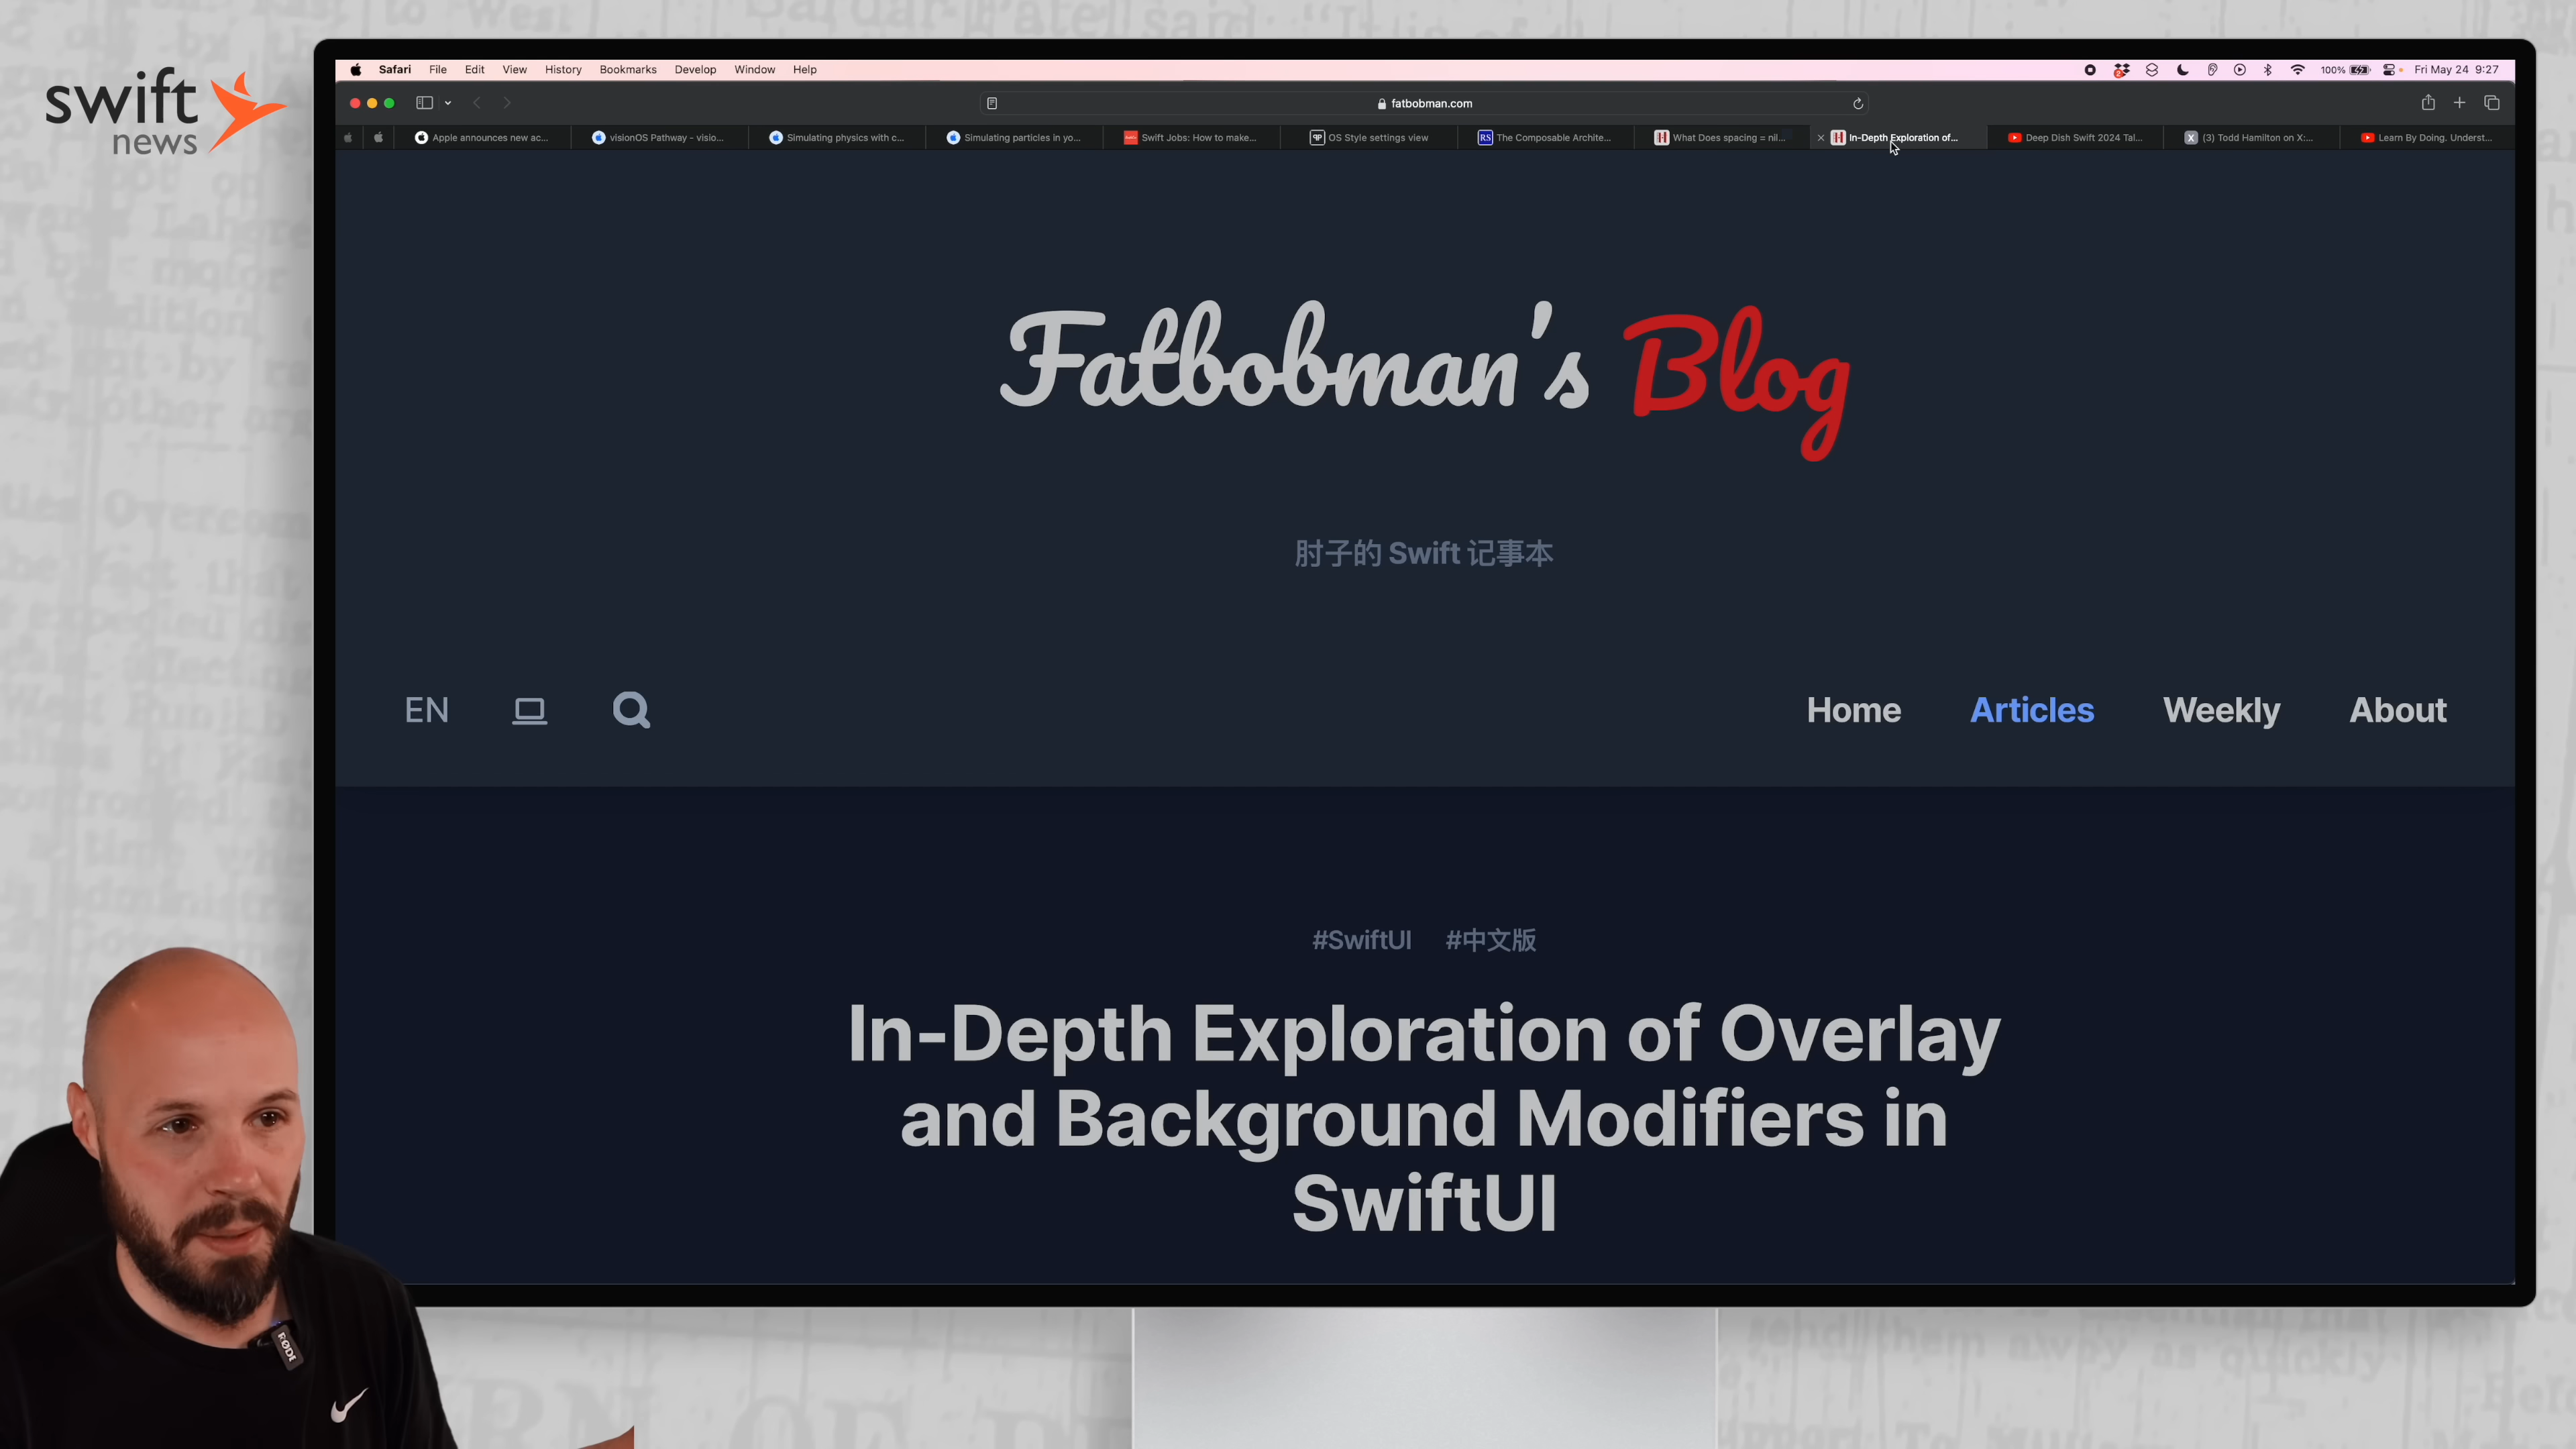 swift
news
Safari File Edit View History Bookmarks Develop Window Help
100% Fri May 24 9:27
fatbobman.com
Apple announces new ac...
visionOS Pathway - visio...
Simulating physics with c...
Simulating particles in yo...
Swift Jobs: How to make...
OS Style settings view
The Composable Archite...
What Does spacing = nil...
In-Depth Exploration of...
Deep Dish Swift 2024 Tal...
(3) Todd Hamilton on X:...
Learn By Doing. Underst...
Fatbobman's Blog
肘子的 Swift 记事本
EN
Home Articles Weekly About
#SwiftUI #中文版
In-Depth Exploration of Overlay
and Background Modifiers in
SwiftUI
RØDE